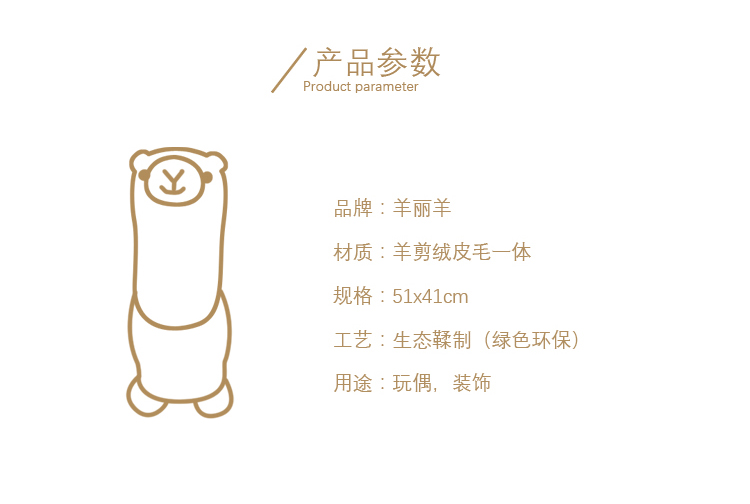 产品参数
Product parameter
品牌：羊丽羊
材质：羊剪绒皮毛一体
规格：51x41cm
工艺：生态鞣制（绿色环保）
用途：玩偶，装饰